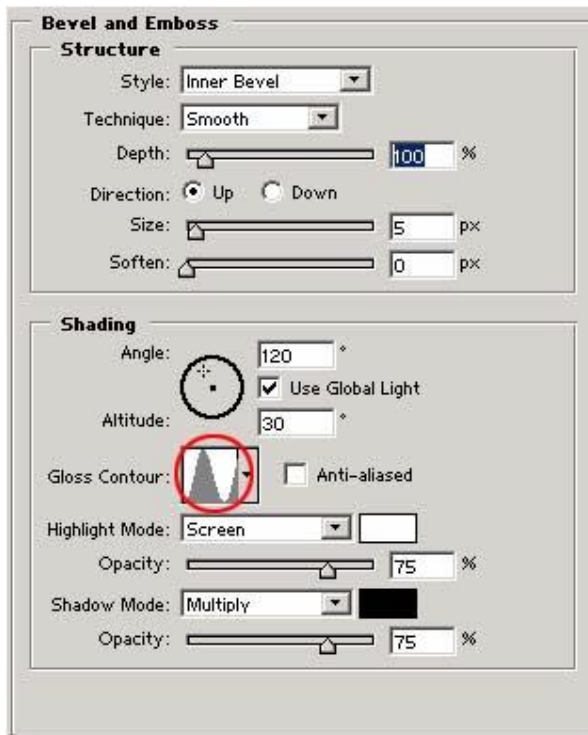 Bevel and Emboss
Structure
Style: Inner Bevel
Technique: Smooth
Depth: 100 %
Direction: Up Down
Size: 5 px
Soften: 0 px
Shading
Angle: 120 °
Use Global Light
Altitude: 30 °
Gloss Contour: Anti-aliased
Highlight Mode: Screen
Opacity: 75 %
Shadow Mode: Multiply
Opacity: 75 %